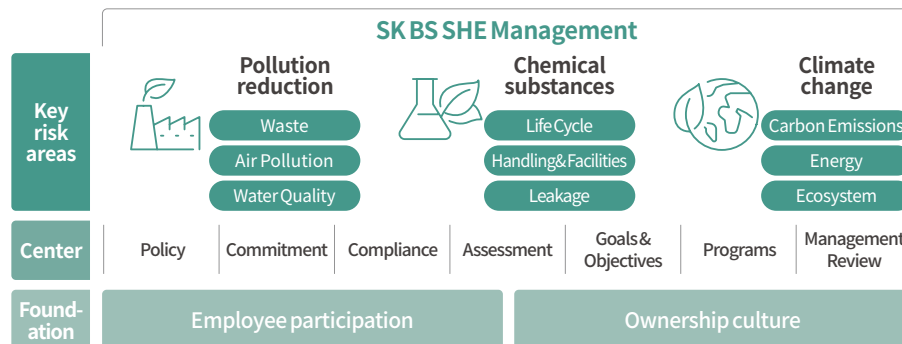 SK BS SHE Management
Key
risk
areas
Pollution
reduction
Waste
Air Pollution
Water Quality
Chemical
substances
Life Cycle
Handling&Facilities
Leakage
Climate
change
Carbon Emissions
Energy
Ecosystem
Center
Policy
Commitment
Compliance
Assessment
Goals &
Objectives
Programs
Management
Review
Found-
ation
Employee participation
Ownership culture